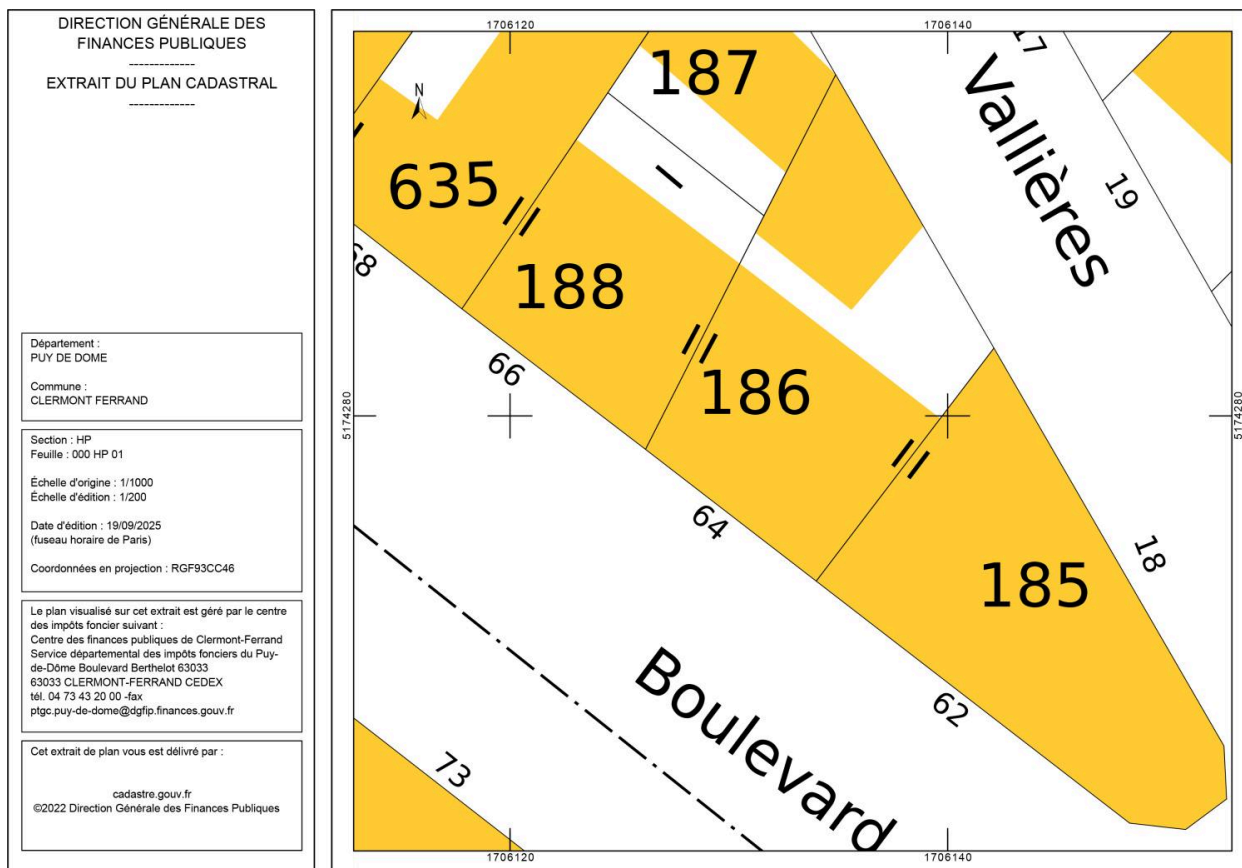 DIRECTION GÉNÉRALE DES
FINANCES PUBLIQUES
-------------
EXTRAIT DU PLAN CADASTRAL
-------------
Département :
PUY DE DOME
Commune :
CLERMONT FERRAND
Section : HP
Feuille : 000 HP 01
Échelle d'origine : 1/1000
Échelle d'édition : 1/200
Date d'édition : 19/09/2025
(fuseau horaire de Paris)
Coordonnées en projection : RGF93CC46
Le plan visualisé sur cet extrait est géré par le centre
des impôts foncier suivant :
Centre des finances publiques de Clermont-Ferrand
Service départemental des impôts fonciers du Puy-
de-Dôme Boulevard Berthelot 63033
63033 CLERMONT-FERRAND CEDEX
tél. 04 73 43 20 00 -fax
ptgc.puy-de-dome@dgfip.finances.gouv.fr
Cet extrait de plan vous est délivré par :
cadastre.gouv.fr
©2022 Direction Générale des Finances Publiques
1706120
1706140
N
187
17
Vallières
635
19
68
188
66
186
5174280
5174280
64
18
185
62
Boulevard
73
1706120
1706140